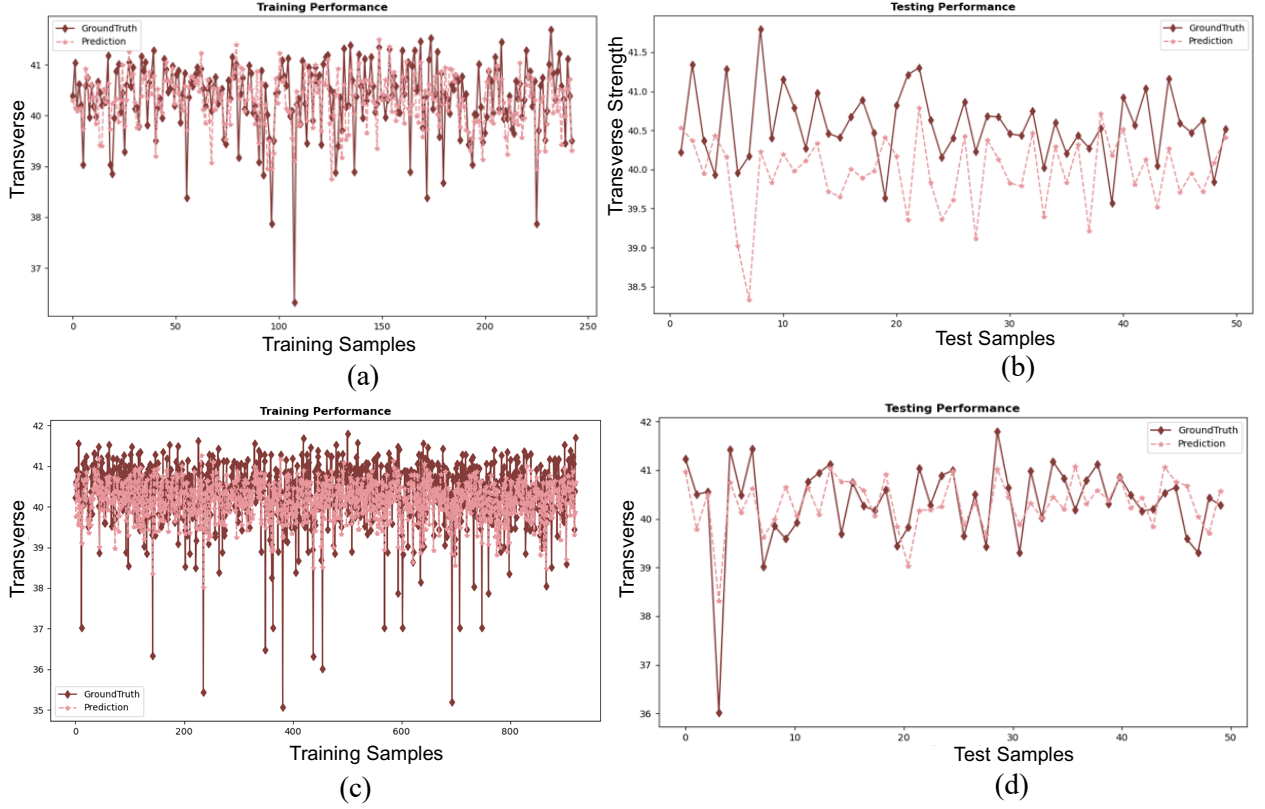 Training Performance
GroundTruth
Prediction
Transverse
41
40
39
38
37
0
50
100
150
200
250
Training Samples
(a)
Testing Performance
GroundTruth
Prediction
Transverse Strength
41.5
41.0
40.5
40.0
39.5
39.0
38.5
0
10
20
30
40
50
Test Samples
(b)
Training Performance
42
41
40
39
38
37
36
35
Transverse
GroundTruth
Prediction
0
200
400
600
800
Training Samples
(c)
Testing Performance
GroundTruth
Prediction
Transverse
42
41
40
39
38
37
36
0
10
20
30
40
50
Test Samples
(d)